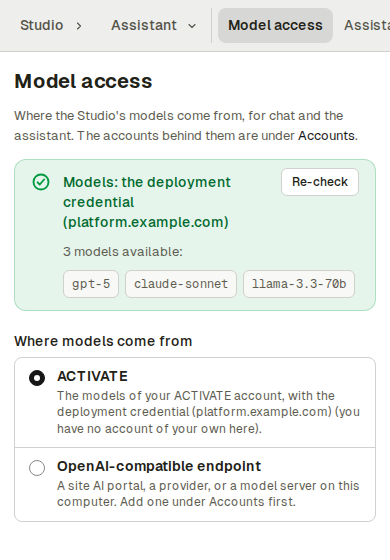 Studio > Assistant Model access Assista
Model access
Where the Studio's models come from, for chat and the
assistant. The accounts behind them are under Accounts.
Models: the deployment
credential
(platform.example.com)
Re-check
3 models available:
gpt-5 claude-sonnet llama-3.3-70b
Where models come from
ACTIVATE
The models of your ACTIVATE account, with the
deployment credential (platform.example.com) (you
have no account of your own here).
OpenAI-compatible endpoint
A site AI portal, a provider, or a model server on this
computer. Add one under Accounts first.